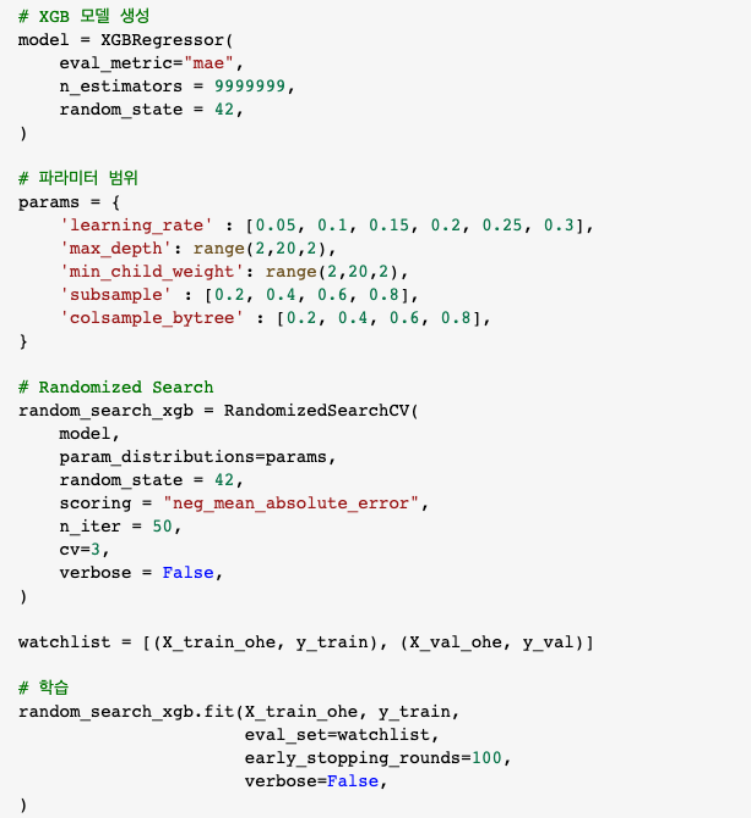 # XGB 모델 생성
model = XGBRegressor(
    eval_metric="mae",
    n_estimators = 9999999,
    random_state = 42,
)
# 파라미터 범위
params = {
    'learning_rate' : [0.05, 0.1, 0.15, 0.2, 0.25, 0.3],
    'max_depth': range(2,20,2),
    'min_child_weight': range(2,20,2),
    'subsample' : [0.2, 0.4, 0.6, 0.8],
    'colsample_bytree' : [0.2, 0.4, 0.6, 0.8],
}
# Randomized Search
random_search_xgb = RandomizedSearchCV(
    model,
    param_distributions=params,
    random_state = 42,
    scoring = "neg_mean_absolute_error",
    n_iter = 50,
    cv=3,
    verbose = False,
)
watchlist = [(X_train_ohe, y_train), (X_val_ohe, y_val)]
# 학습
random_search_xgb.fit(X_train_ohe, y_train,
                      eval_set=watchlist,
                      early_stopping_rounds=100,
                      verbose=False,
)